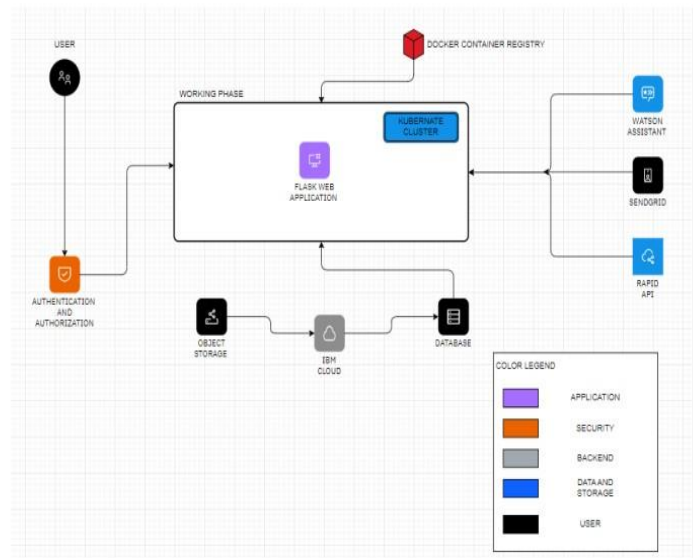 USER
DOCKER CONTAINER REGISTRY
WORKING PHASE
KUBERNATE
CLUSTER
WATSON
ASSISTANT
FLASK WEB
APPLICATION
SENDGRID
AUTHENTICATION
AND
AUTHORIZATION
OBJECT
STORAGE
IBM
CLOUD
DATABASE
RAPID
API
COLOR LEGEND
APPLICATION
SECURITY
BACKEND
DATA AND
STORAGE
USER